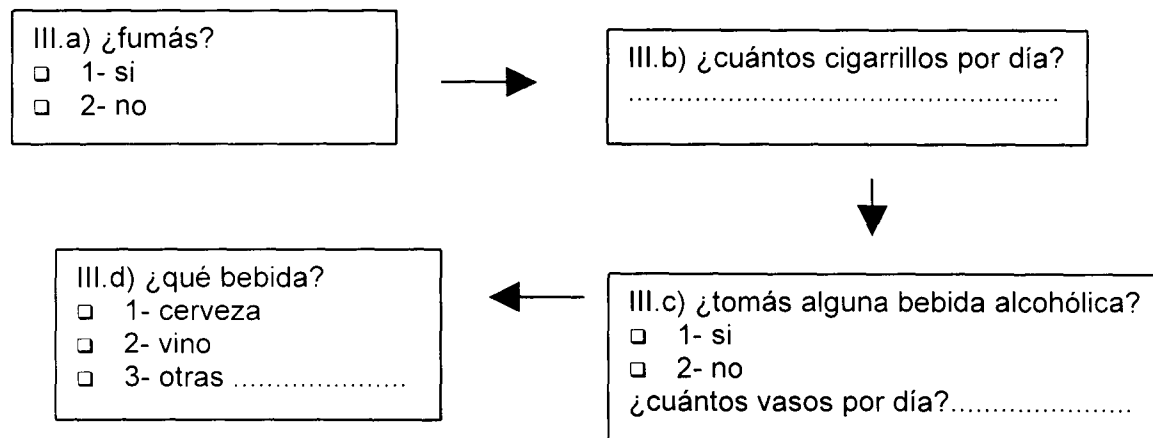 III.a) ¿fumás?
❑ 1- si
❑ 2- no
III.b) ¿cuántos cigarrillos por día?
..................................................
III.c) ¿tomás alguna bebida alcohólica?
❑ 1- si
❑ 2- no
¿cuántos vasos por día?.....................
III.d) ¿qué bebida?
❑ 1- cerveza
❑ 2- vino
❑ 3- otras ....................